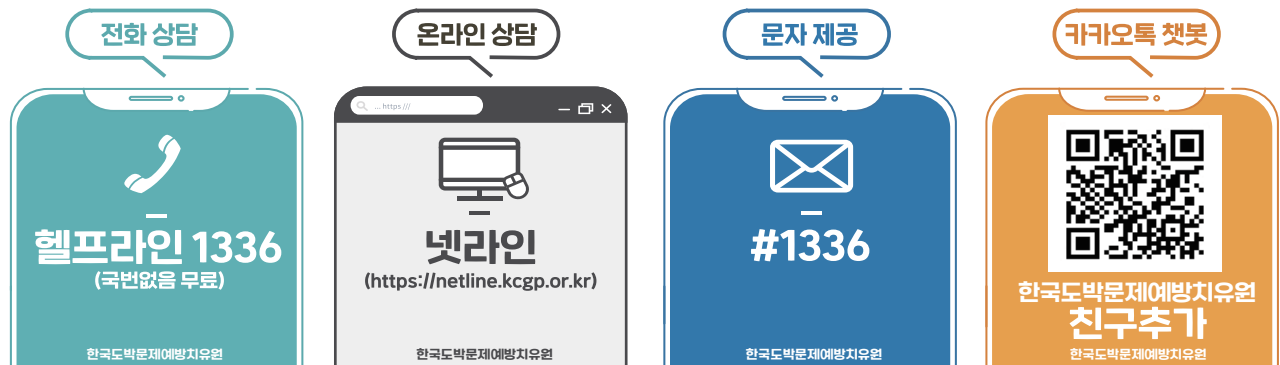 전화 상담
온라인 상담
문자 제공
카카오톡 챗봇
... https ///
헬프라인 1336
(국번없음 무료)
한국도박문제예방치유원
넷라인
(https://netline.kcgp.or.kr)
한국도박문제예방치유원
#1336
한국도박문제예방치유원
한국도박문제예방치유원
친구추가
한국도박문제예방치유원